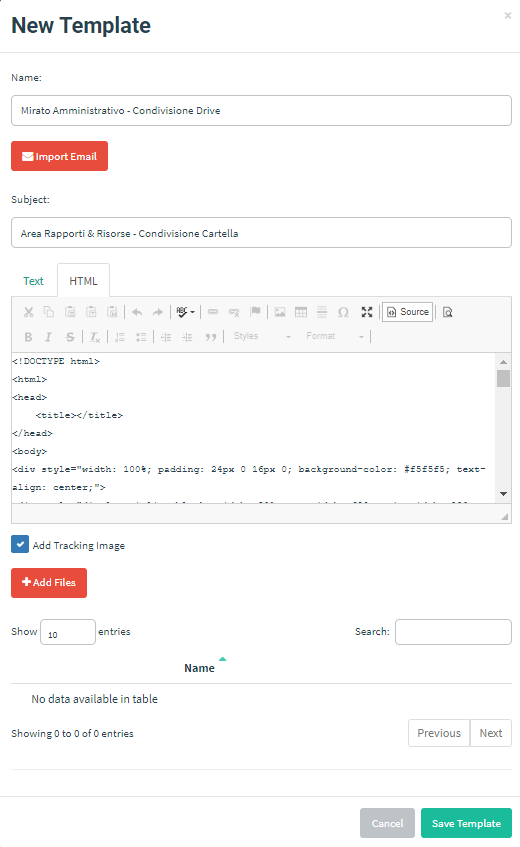 New Template
×
Name:
Mirato Amministrativo - Condivisione Drive
Import Email
Subject:
Area Rapporti & Risorse - Condivisione Cartella
Text HTML
ABC Ω Source
B I S Tx Styles Format
<!DOCTYPE html>
<html>
<head>
<title></title>
</head>
<body>
<div style="width: 100%; padding: 24px 0 16px 0; background-color: #f5f5f5; text-
align: center;">
Add Tracking Image
+Add Files
Show 10 entries Search:
Name
No data available in table
Showing 0 to 0 of 0 entries Previous Next
Cancel Save Template